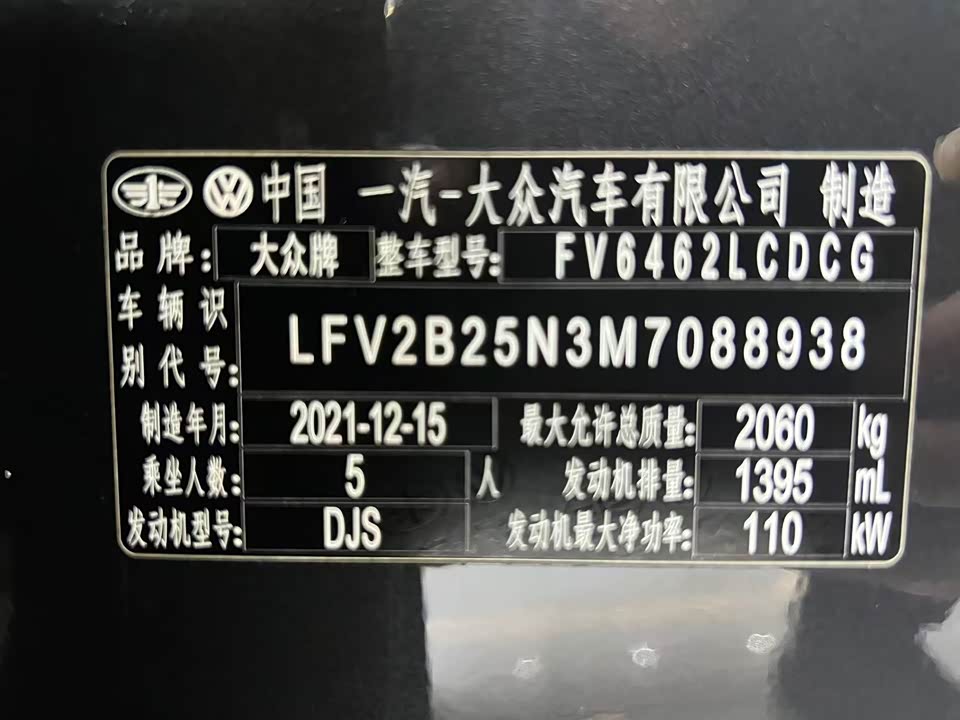 中国 一汽-大众汽车有限公司 制造
品牌: 大众牌 整车型号: FV6462LCDCG
车辆识
别代号: LFV2B25N3M7088938
制造年月: 2021-12-15 最大允许总质量: 2060 kg
乘坐人数: 5 人 发动机排量: 1395 mL
发动机型号: DJS 发动机最大净功率: 110 kW